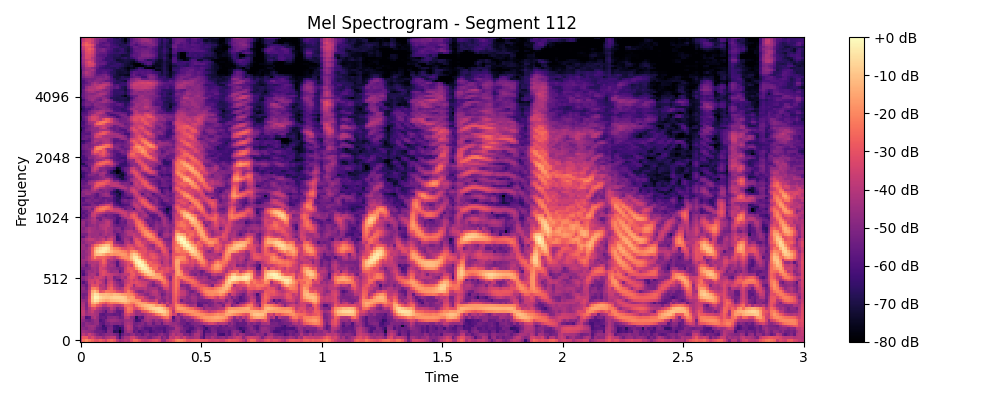 Mel Spectrogram - Segment 112
+0 dB
-10 dB
-20 dB
-30 dB
-40 dB
-50 dB
-60 dB
-70 dB
-80 dB
Frequency
4096
2048
1024
512
0
0 0.5 1 1.5 2 2.5 3
Time